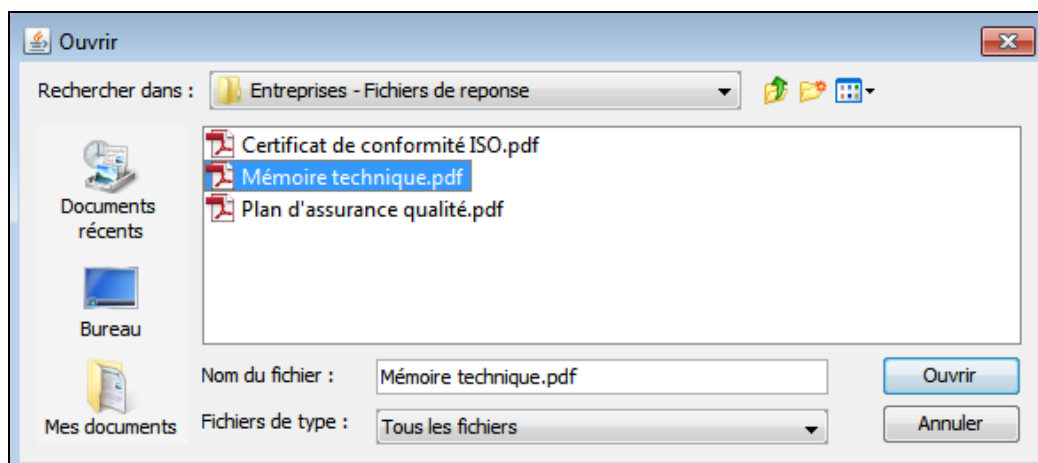 Ouvrir
Rechercher dans :
Entreprises - Fichiers de reponse
Certificat de conformité ISO.pdf
Mémoire technique.pdf
Plan d'assurance qualité.pdf
Documents
récents
Bureau
Mes documents
Nom du fichier :
Mémoire technique.pdf
Ouvrir
Fichiers de type :
Tous les fichiers
Annuler